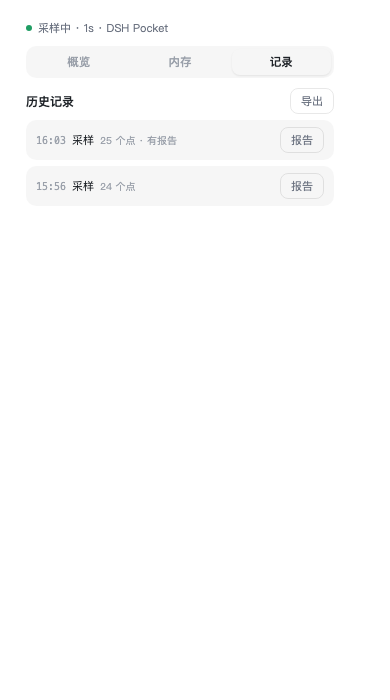 采样中 · 1s · DSH Pocket
概览 内存 记录
历史记录 导出
16:03 采样 25 个点 · 有报告 报告
15:56 采样 24 个点 报告